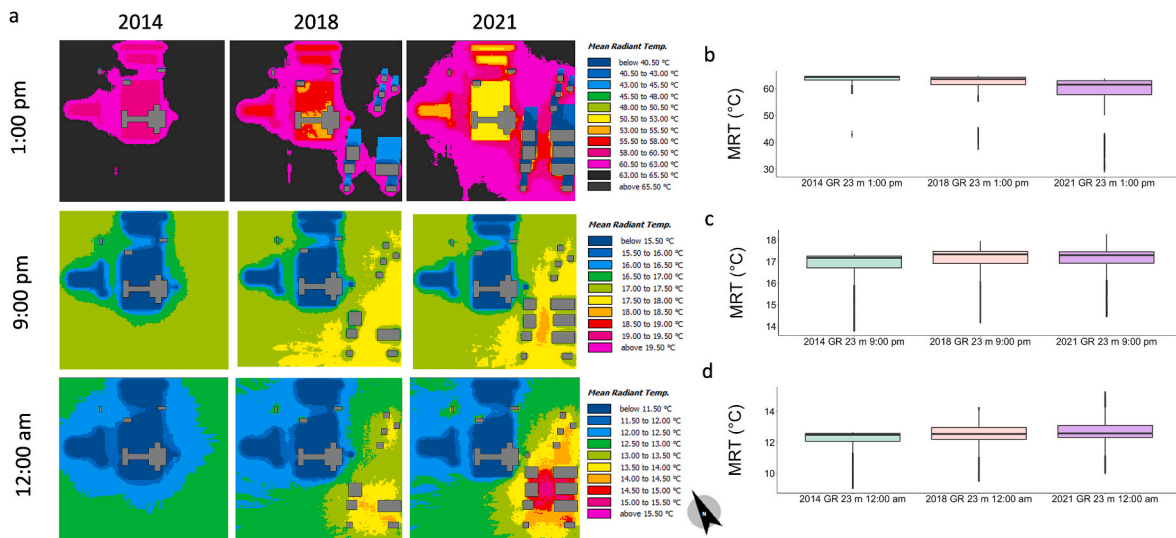 a
2014 2018 2021
1:00 pm
Mean Radiant Temp.
below 40.50 °C
40.50 to 43.00 °C
43.00 to 45.50 °C
45.50 to 48.00 °C
48.00 to 50.50 °C
50.50 to 53.00 °C
53.00 to 55.50 °C
55.50 to 58.00 °C
58.00 to 60.50 °C
60.50 to 63.00 °C
63.00 to 65.50 °C
above 65.50 °C
9:00 pm
Mean Radiant Temp.
below 15.50 °C
15.50 to 16.00 °C
16.00 to 16.50 °C
16.50 to 17.00 °C
17.00 to 17.50 °C
17.50 to 18.00 °C
18.00 to 18.50 °C
18.50 to 19.00 °C
19.00 to 19.50 °C
above 19.50 °C
12:00 am
Mean Radiant Temp.
below 11.50 °C
11.50 to 12.00 °C
12.00 to 12.50 °C
12.50 to 13.00 °C
13.00 to 13.50 °C
13.50 to 14.00 °C
14.00 to 14.50 °C
14.50 to 15.00 °C
15.00 to 15.50 °C
above 15.50 °C
N
b
MRT (°C)
60
50
40
30
2014 GR 23 m 1:00 pm 2018 GR 23 m 1:00 pm 2021 GR 23 m 1:00 pm
c
MRT (°C)
18
17
16
15
14
2014 GR 23 m 9:00 pm 2018 GR 23 m 9:00 pm 2021 GR 23 m 9:00 pm
d
MRT (°C)
14
12
10
2014 GR 23 m 12:00 am 2018 GR 23 m 12:00 am 2021 GR 23 m 12:00 am